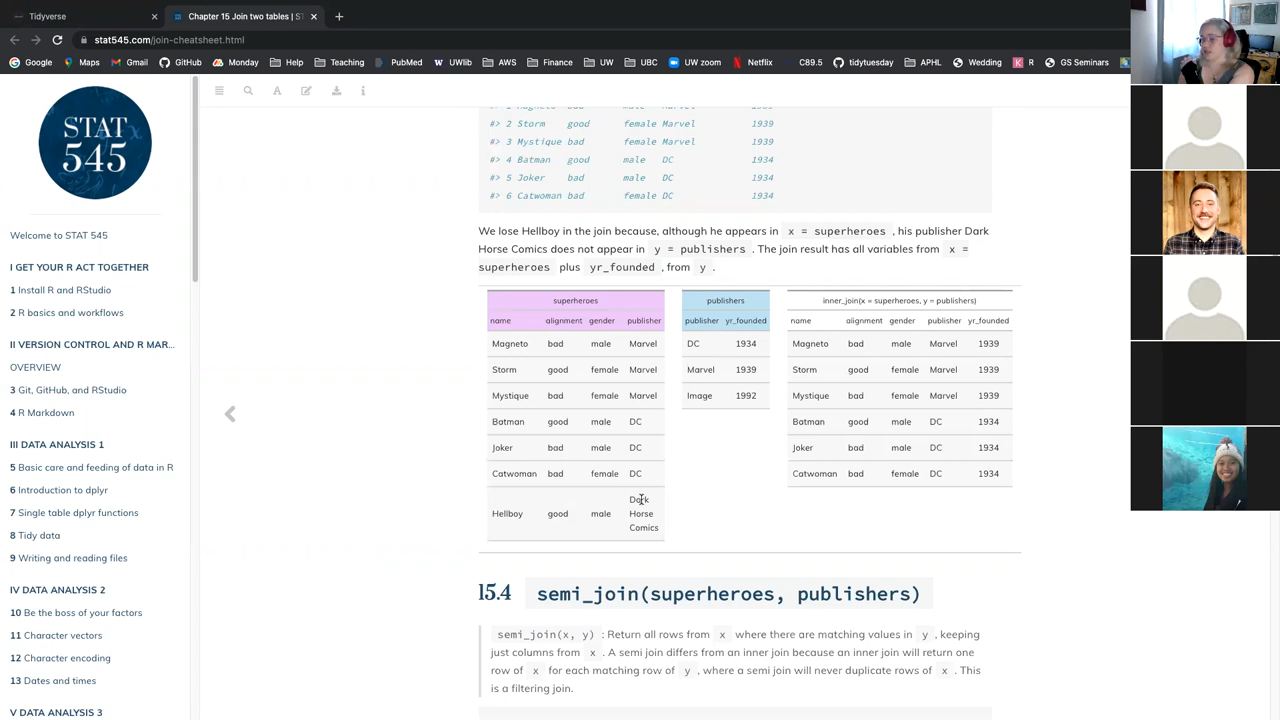 Tidyverse
Chapter 15 Join two tables | S
stat545.com/join-cheatsheet.html
Google Maps Gmail GitHub Monday Help Teaching PubMed UWlib AWS Finance UW UBC UW zoom Netflix C89.5 tidytuesday APHL Wedding R GS Seminars
STAT
545
Welcome to STAT 545
I GET YOUR R ACT TOGETHER
1 Install R and RStudio
2 R basics and workflows
II VERSION CONTROL AND R MAR...
OVERVIEW
3 Git, GitHub, and RStudio
4 R Markdown
III DATA ANALYSIS 1
5 Basic care and feeding of data in R
6 Introduction to dplyr
7 Single table dplyr functions
8 Tidy data
9 Writing and reading files
IV DATA ANALYSIS 2
10 Be the boss of your factors
11 Character vectors
12 Character encoding
13 Dates and times
V DATA ANALYSIS 3
#> 1 Magneto bad male Marvel 1939
#> 2 Storm good female Marvel 1939
#> 3 Mystique bad female Marvel 1939
#> 4 Batman good male DC 1934
#> 5 Joker bad male DC 1934
#> 6 Catwoman bad female DC 1934
We lose Hellboy in the join because, although he appears in x = superheroes , his publisher Dark
Horse Comics does not appear in y = publishers . The join result has all variables from x =
superheroes plus yr_founded , from y .
superheroes
name alignment gender publisher
Magneto bad male Marvel
Storm good female Marvel
Mystique bad female Marvel
Batman good male DC
Joker bad male DC
Catwoman bad female DC
Hellboy good male Dark
Horse
Comics
publishers
publisher yr_founded
DC 1934
Marvel 1939
Image 1992
inner_join(x = superheroes, y = publishers)
name alignment gender publisher yr_founded
Magneto bad male Marvel 1939
Storm good female Marvel 1939
Mystique bad female Marvel 1939
Batman good male DC 1934
Joker bad male DC 1934
Catwoman bad female DC 1934
15.4 semi_join(superheroes, publishers)
semi_join(x, y) : Return all rows from x where there are matching values in y , keeping
just columns from x . A semi join differs from an inner join because an inner join will return one
row of x for each matching row of y , where a semi join will never duplicate rows of x . This
is a filtering join.